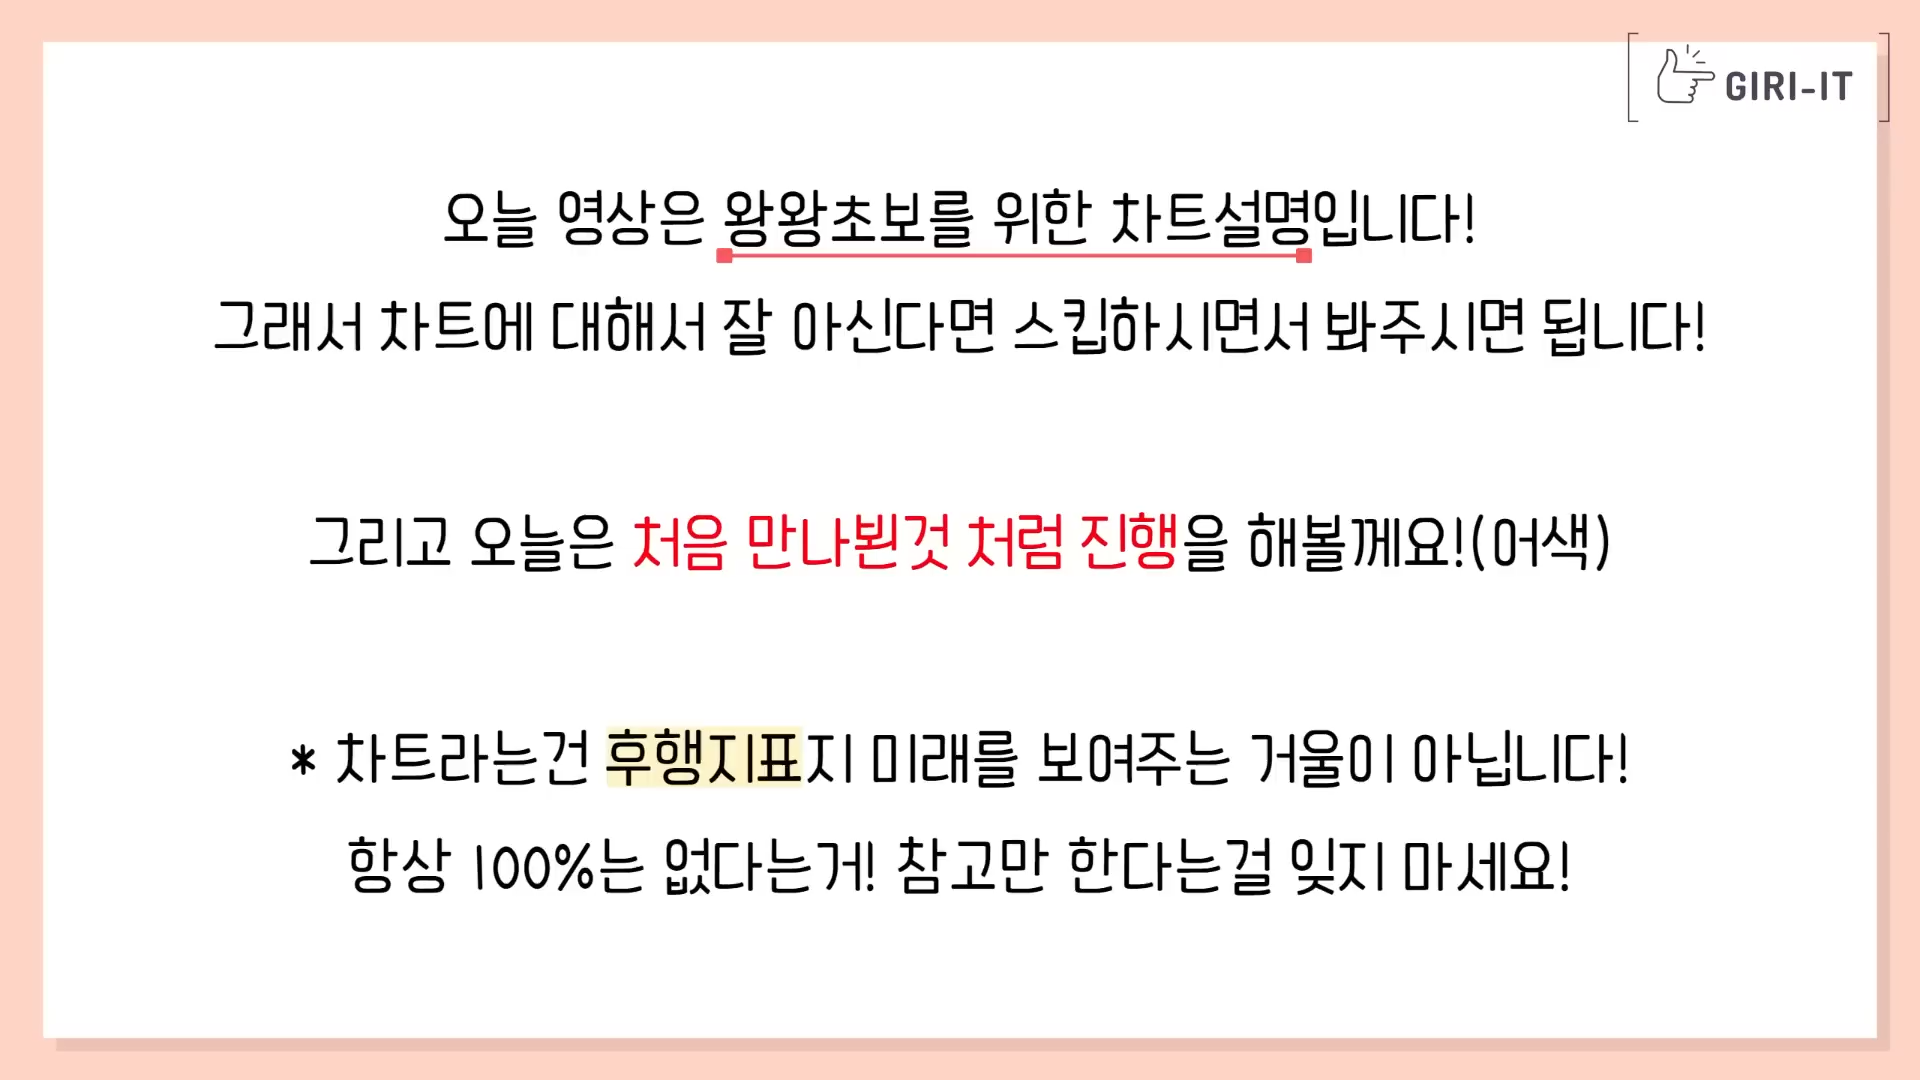 GIRI-IT
오늘 영상은 왕왕초보를 위한 차트설명입니다!
그래서 차트에 대해서 잘 아신다면 스킵하시면서 봐주시면 됩니다!
그리고 오늘은 처음 만나뵌것 처럼 진행을 해볼께요!(어색)
* 차트라는건 후행지표지 미래를 보여주는 거울이 아닙니다!
항상 100%는 없다는거! 참고만 한다는걸 잊지 마세요!